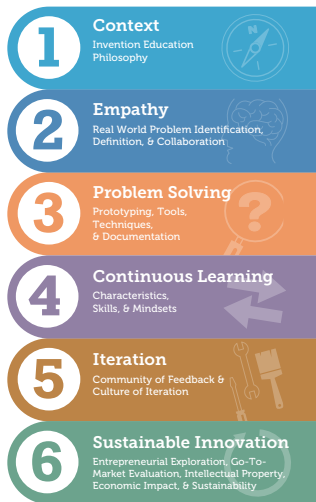 1
Context
Invention Education
Philosophy
2
Empathy
Real World Problem Identification,
Definition, & Collaboration
3
Problem Solving
Prototyping, Tools,
Techniques,
& Documentation
4
Continuous Learning
Characteristics,
Skills, & Mindsets
5
Iteration
Community of Feedback &
Culture of Iteration
6
Sustainable Innovation
Entrepreneurial Exploration, Go-To-
Market Evaluation, Intellectual Property,
Economic Impact, & Sustainability